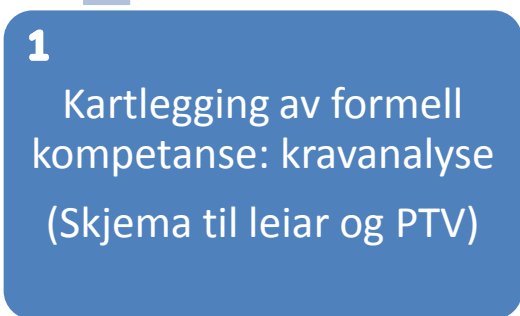 1
Kartlegging av formell
kompetanse: kravanalyse
(Skjema til leiar og PTV)